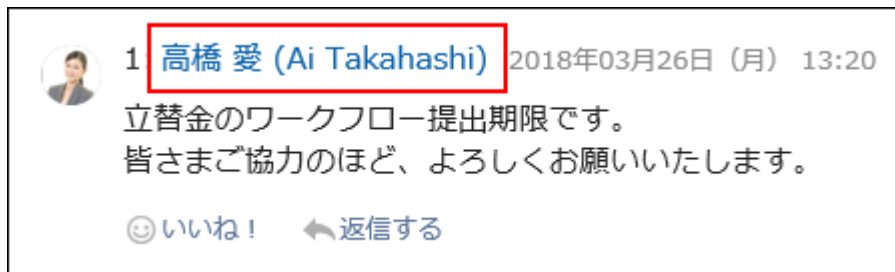 1: 高橋 愛 (Ai Takahashi) 2018年03月26日（月） 13:20
立替金のワークフロー提出期限です。
皆さまご協力のほど、よろしくお願いいたします。
いいね！ 返信する